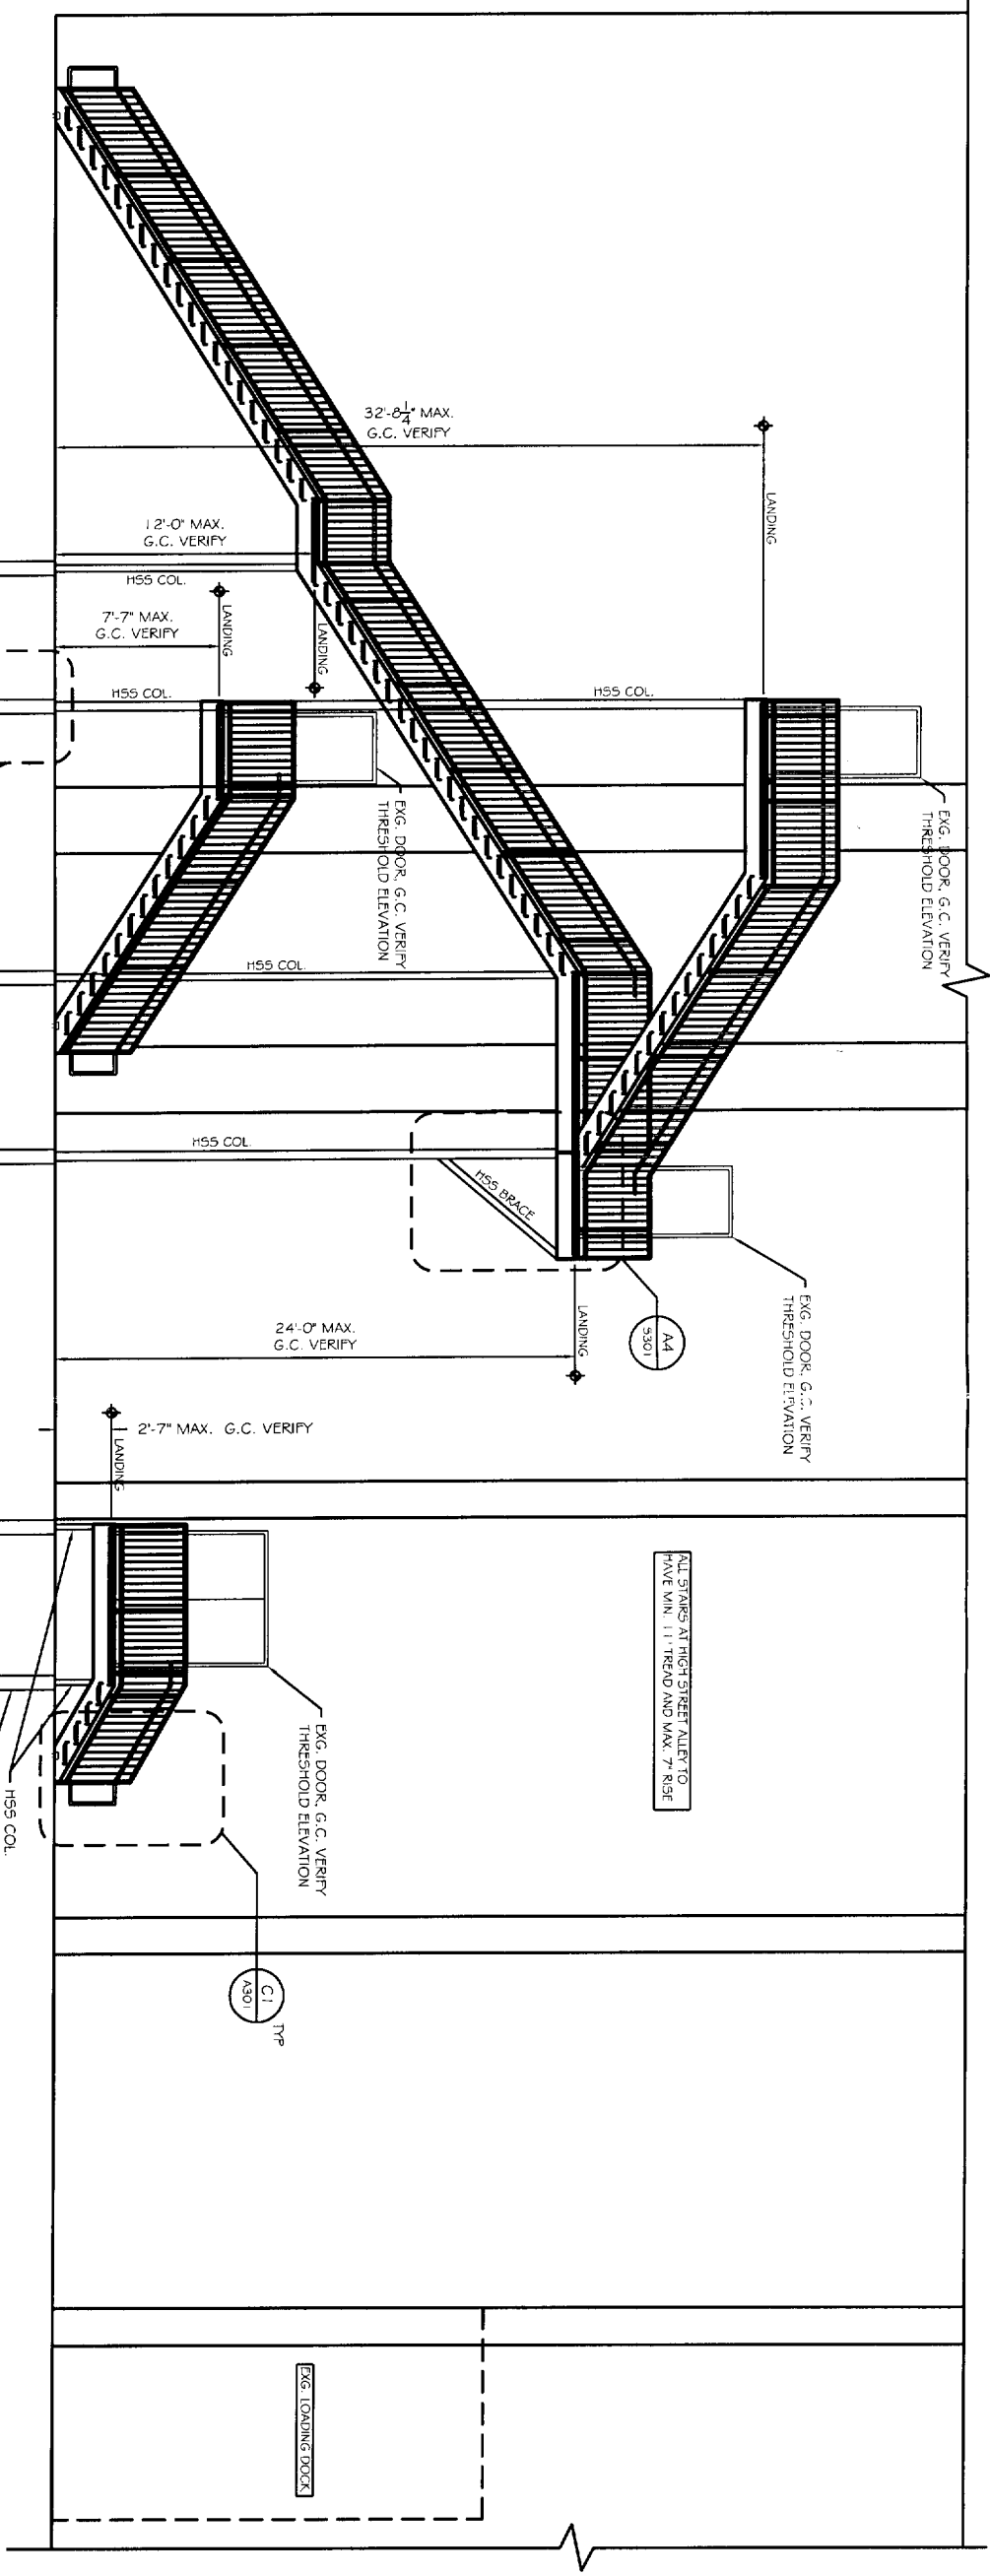 32'-8¼" MAX.
G.C. VERIFY
LANDING
12'-0" MAX.
G.C. VERIFY
HSS COL.
LANDING
7'-7" MAX.
G.C. VERIFY
LANDING
HSS COL.
HSS COL.
EXG. DOOR, G.C. VERIFY
THRESHOLD ELEVATION
EXG. DOOR, G.C. VERIFY
THRESHOLD ELEVATION
HSS COL.
HSS COL.
HSS BRACE
A4
S301
EXG. DOOR, G.C. VERIFY
THRESHOLD ELEVATION
LANDING
24'-0" MAX.
G.C. VERIFY
2'-7" MAX. G.C. VERIFY
LANDING
ALL STAIRS AT HIGH STREET ALLEY TO
HAVE MIN. 11" TREAD AND MAX. 7" RISE
EXG. DOOR, G.C. VERIFY
THRESHOLD ELEVATION
HSS COL.
C1
A301
TYP
EXG. LOADING DOCK